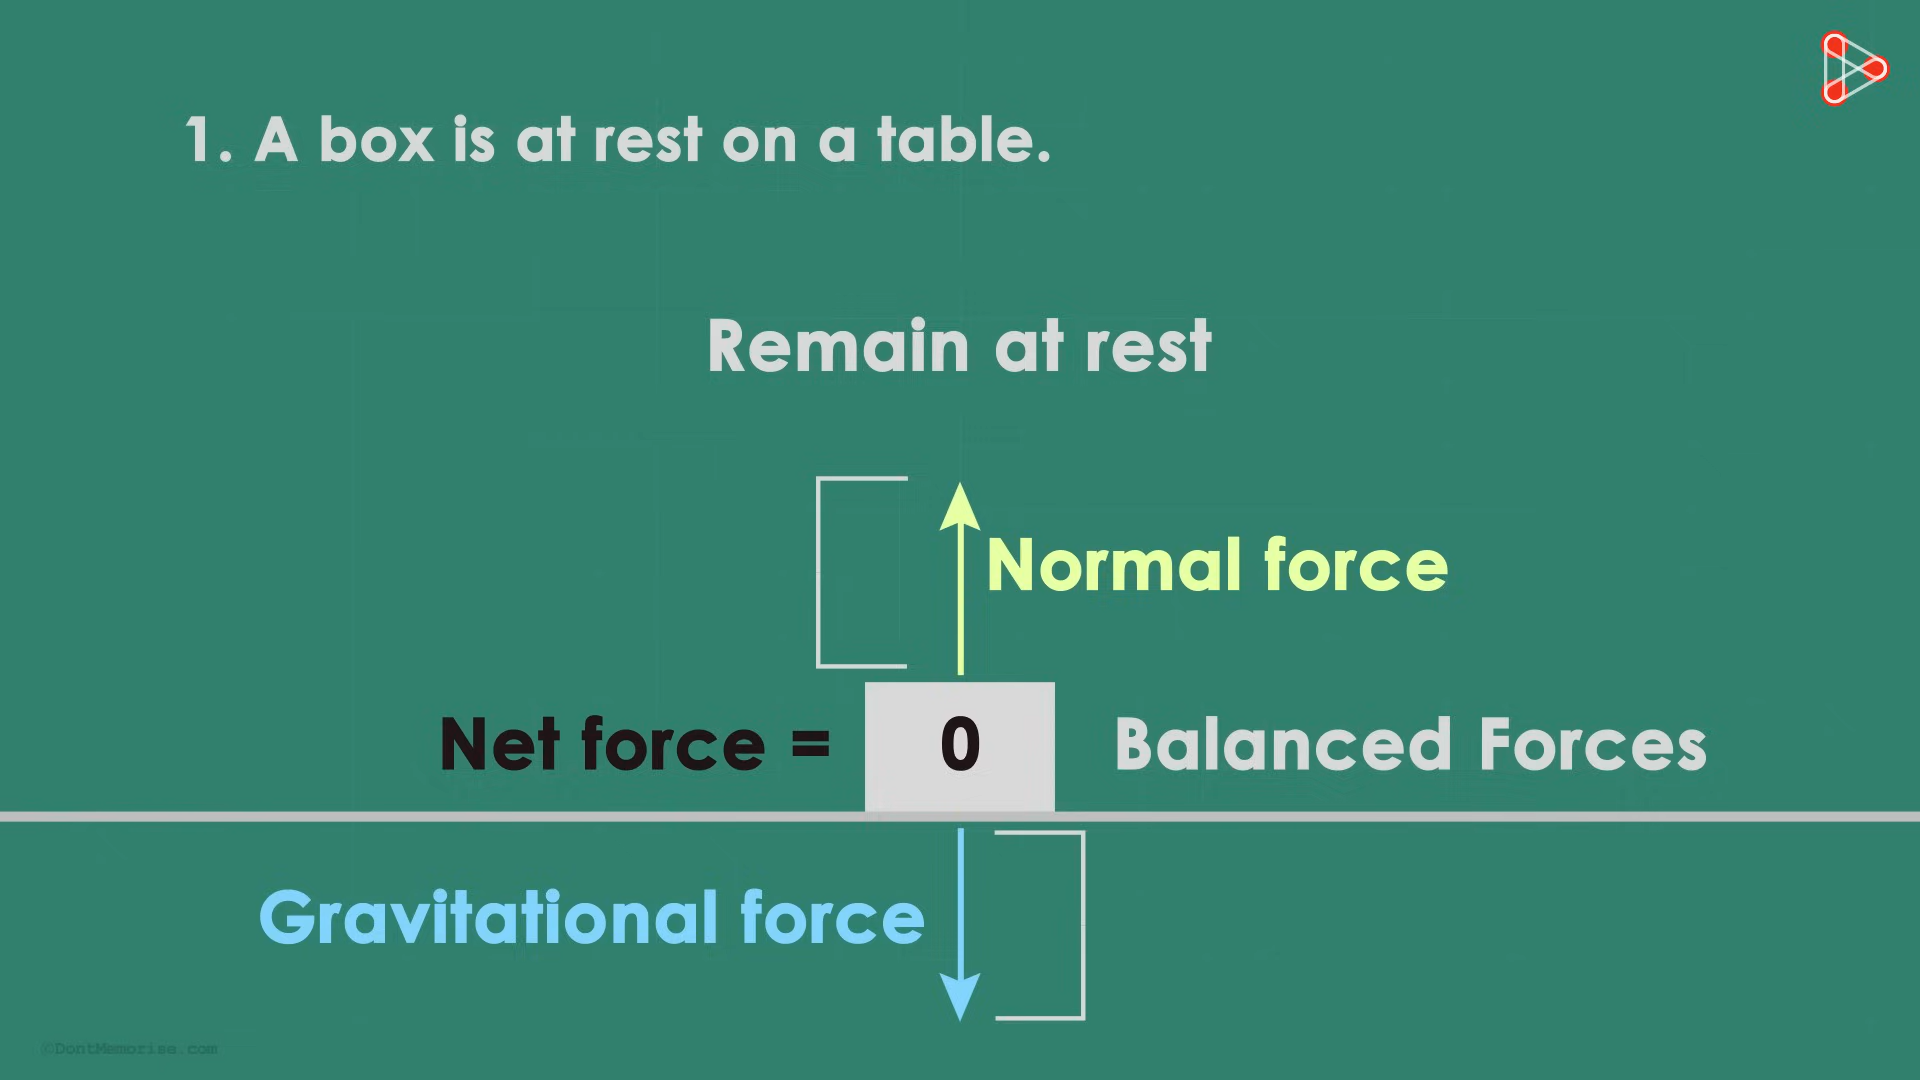 1. A box is at rest on a table.
Remain at rest
Normal force
Net force = 0 Balanced Forces
Gravitational force
©DontMemorise.com